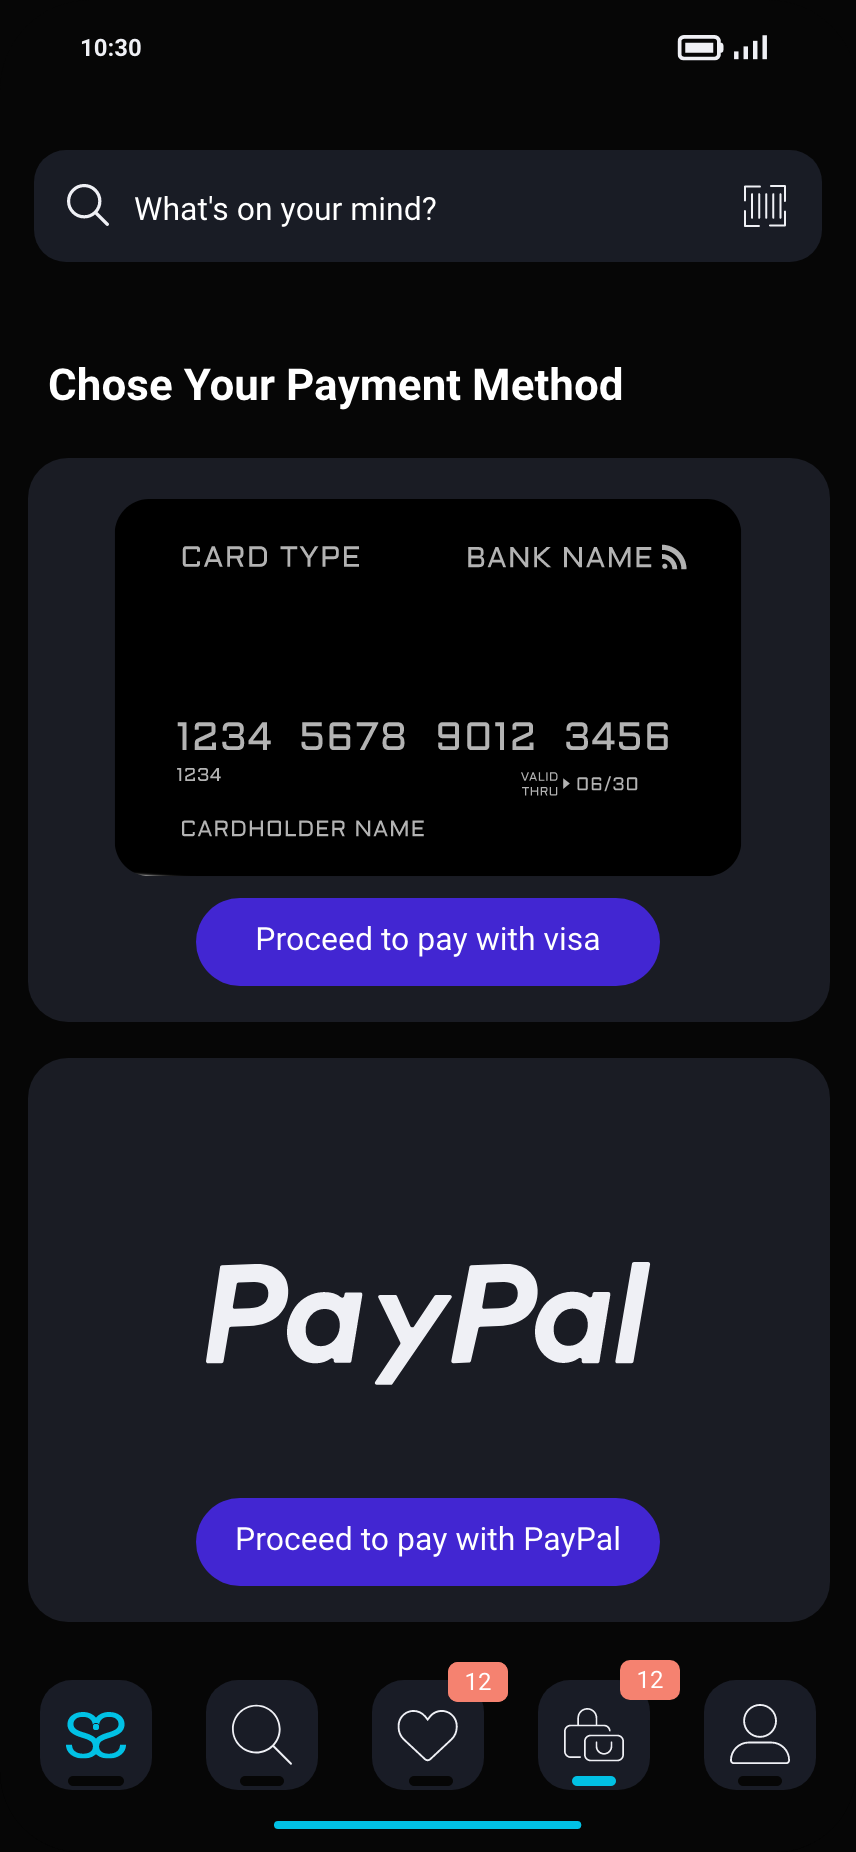 10:30
What's on your mind?
Chose Your Payment Method
CARD TYPE
BANK NAME
1234 5678 9012 3456
1234
VALID THRU 06/30
CARDHOLDER NAME
Proceed to pay with visa
PayPal
Proceed to pay with PayPal
12
12